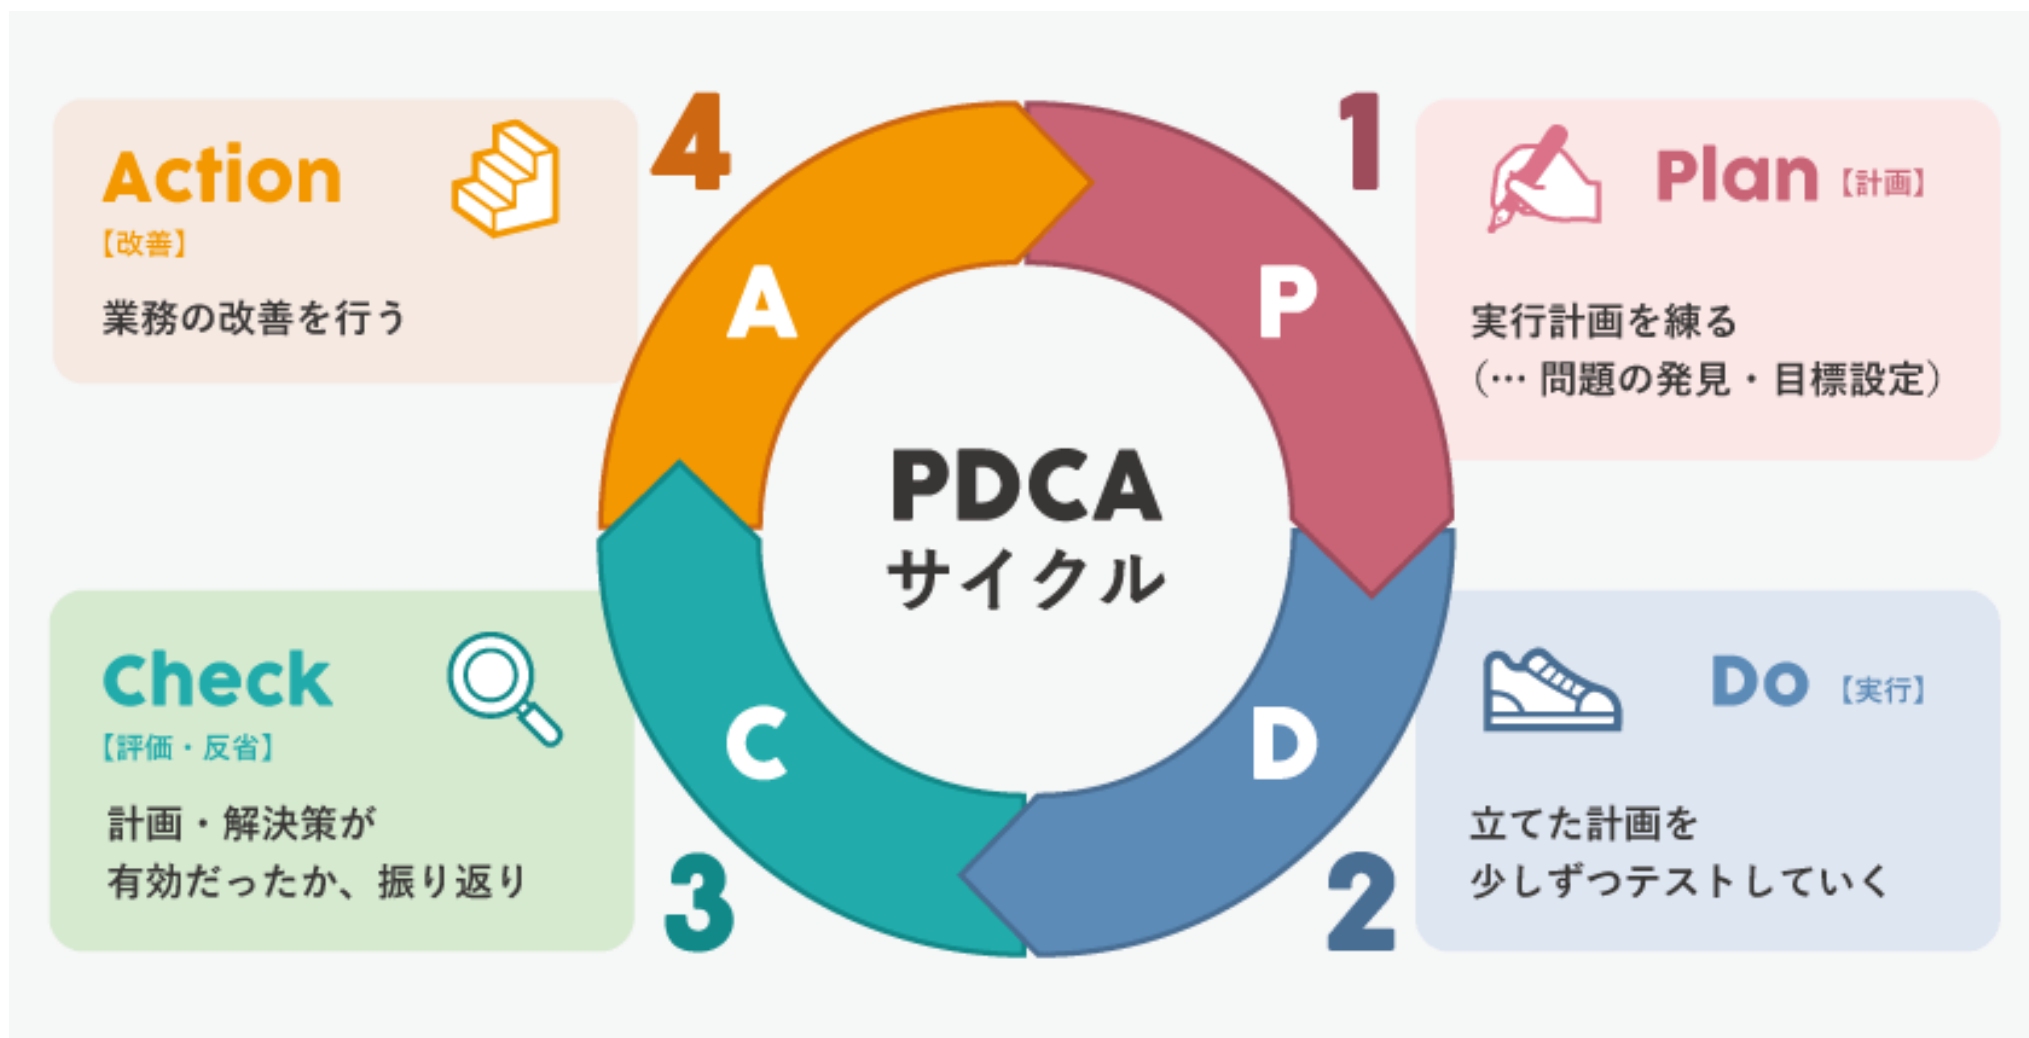 PDCA
サイクル
1
P
Plan【計画】
実行計画を練る
（… 問題の発見・目標設定）
2
D
Do【実行】
立てた計画を
少しずつテストしていく
3
C
Check
【評価・反省】
計画・解決策が
有効だったか、振り返り
4
A
Action
【改善】
業務の改善を行う